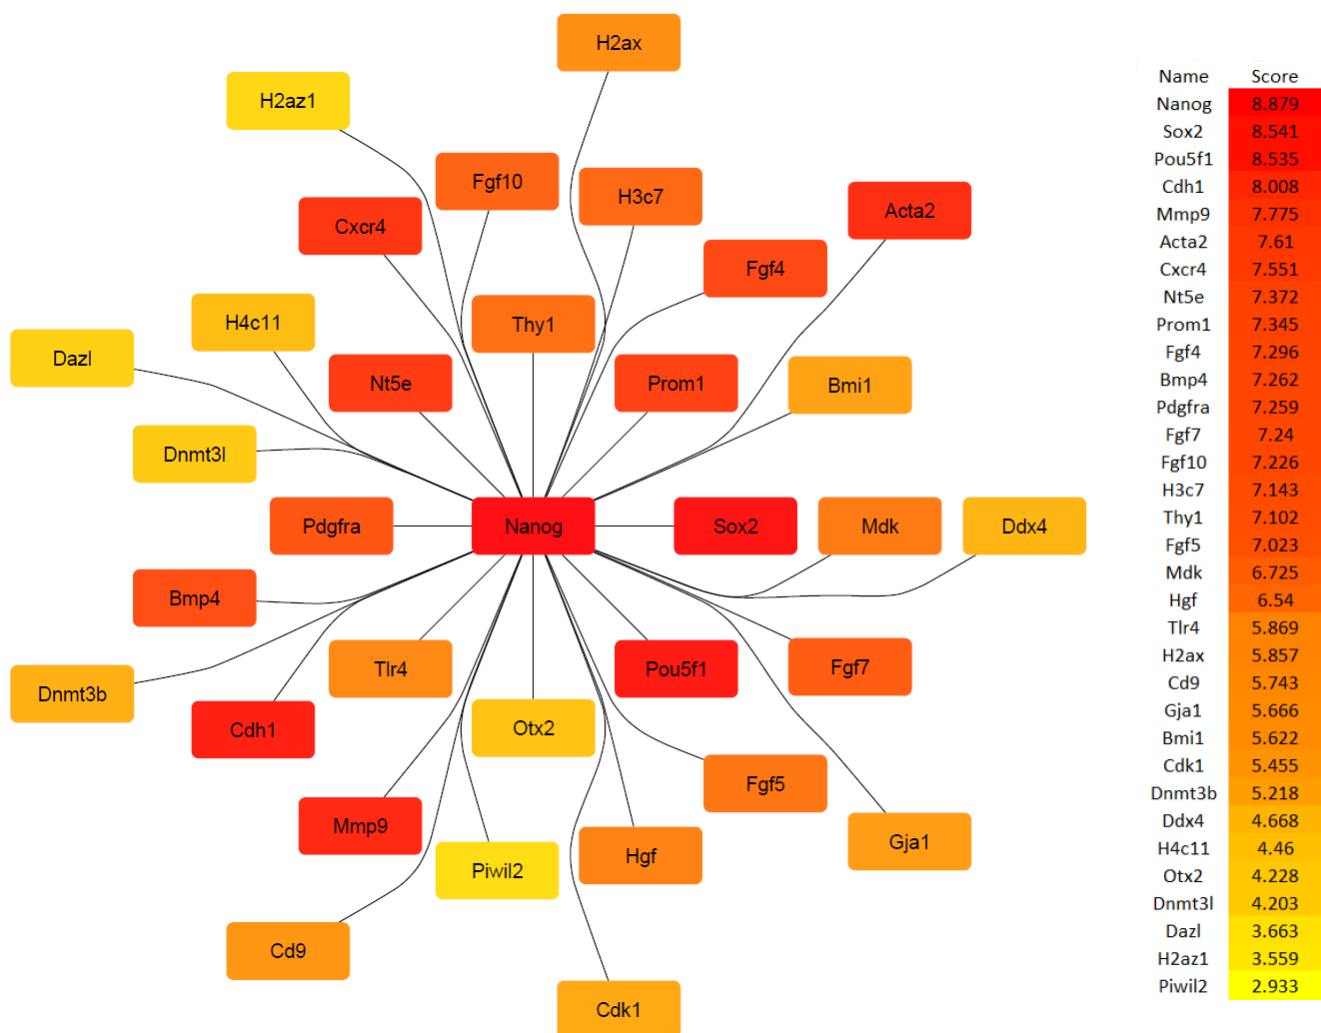 H2ax
H2az1
Fgf10
H3c7
Acta2
Cxcr4
Fgf4
H4c11
Thy1
Dazl
Nt5e
Prom1
Bmi1
Dnmt3l
Pdgfra
Nanog
Sox2
Mdk
Ddx4
Bmp4
Tlr4
Pou5f1
Fgf7
Dnmt3b
Cdh1
Otx2
Fgf5
Mmp9
Piwil2
Hgf
Gja1
Cd9
Cdk1
Name Score
Nanog 8.879
Sox2 8.541
Pou5f1 8.535
Cdh1 8.008
Mmp9 7.775
Acta2 7.61
Cxcr4 7.551
Nt5e 7.372
Prom1 7.345
Fgf4 7.296
Bmp4 7.262
Pdgfra 7.259
Fgf7 7.24
Fgf10 7.226
H3c7 7.143
Thy1 7.102
Fgf5 7.023
Mdk 6.725
Hgf 6.54
Tlr4 5.869
H2ax 5.857
Cd9 5.743
Gja1 5.666
Bmi1 5.622
Cdk1 5.455
Dnmt3b 5.218
Ddx4 4.668
H4c11 4.46
Otx2 4.228
Dnmt3l 4.203
Dazl 3.663
H2az1 3.559
Piwil2 2.933